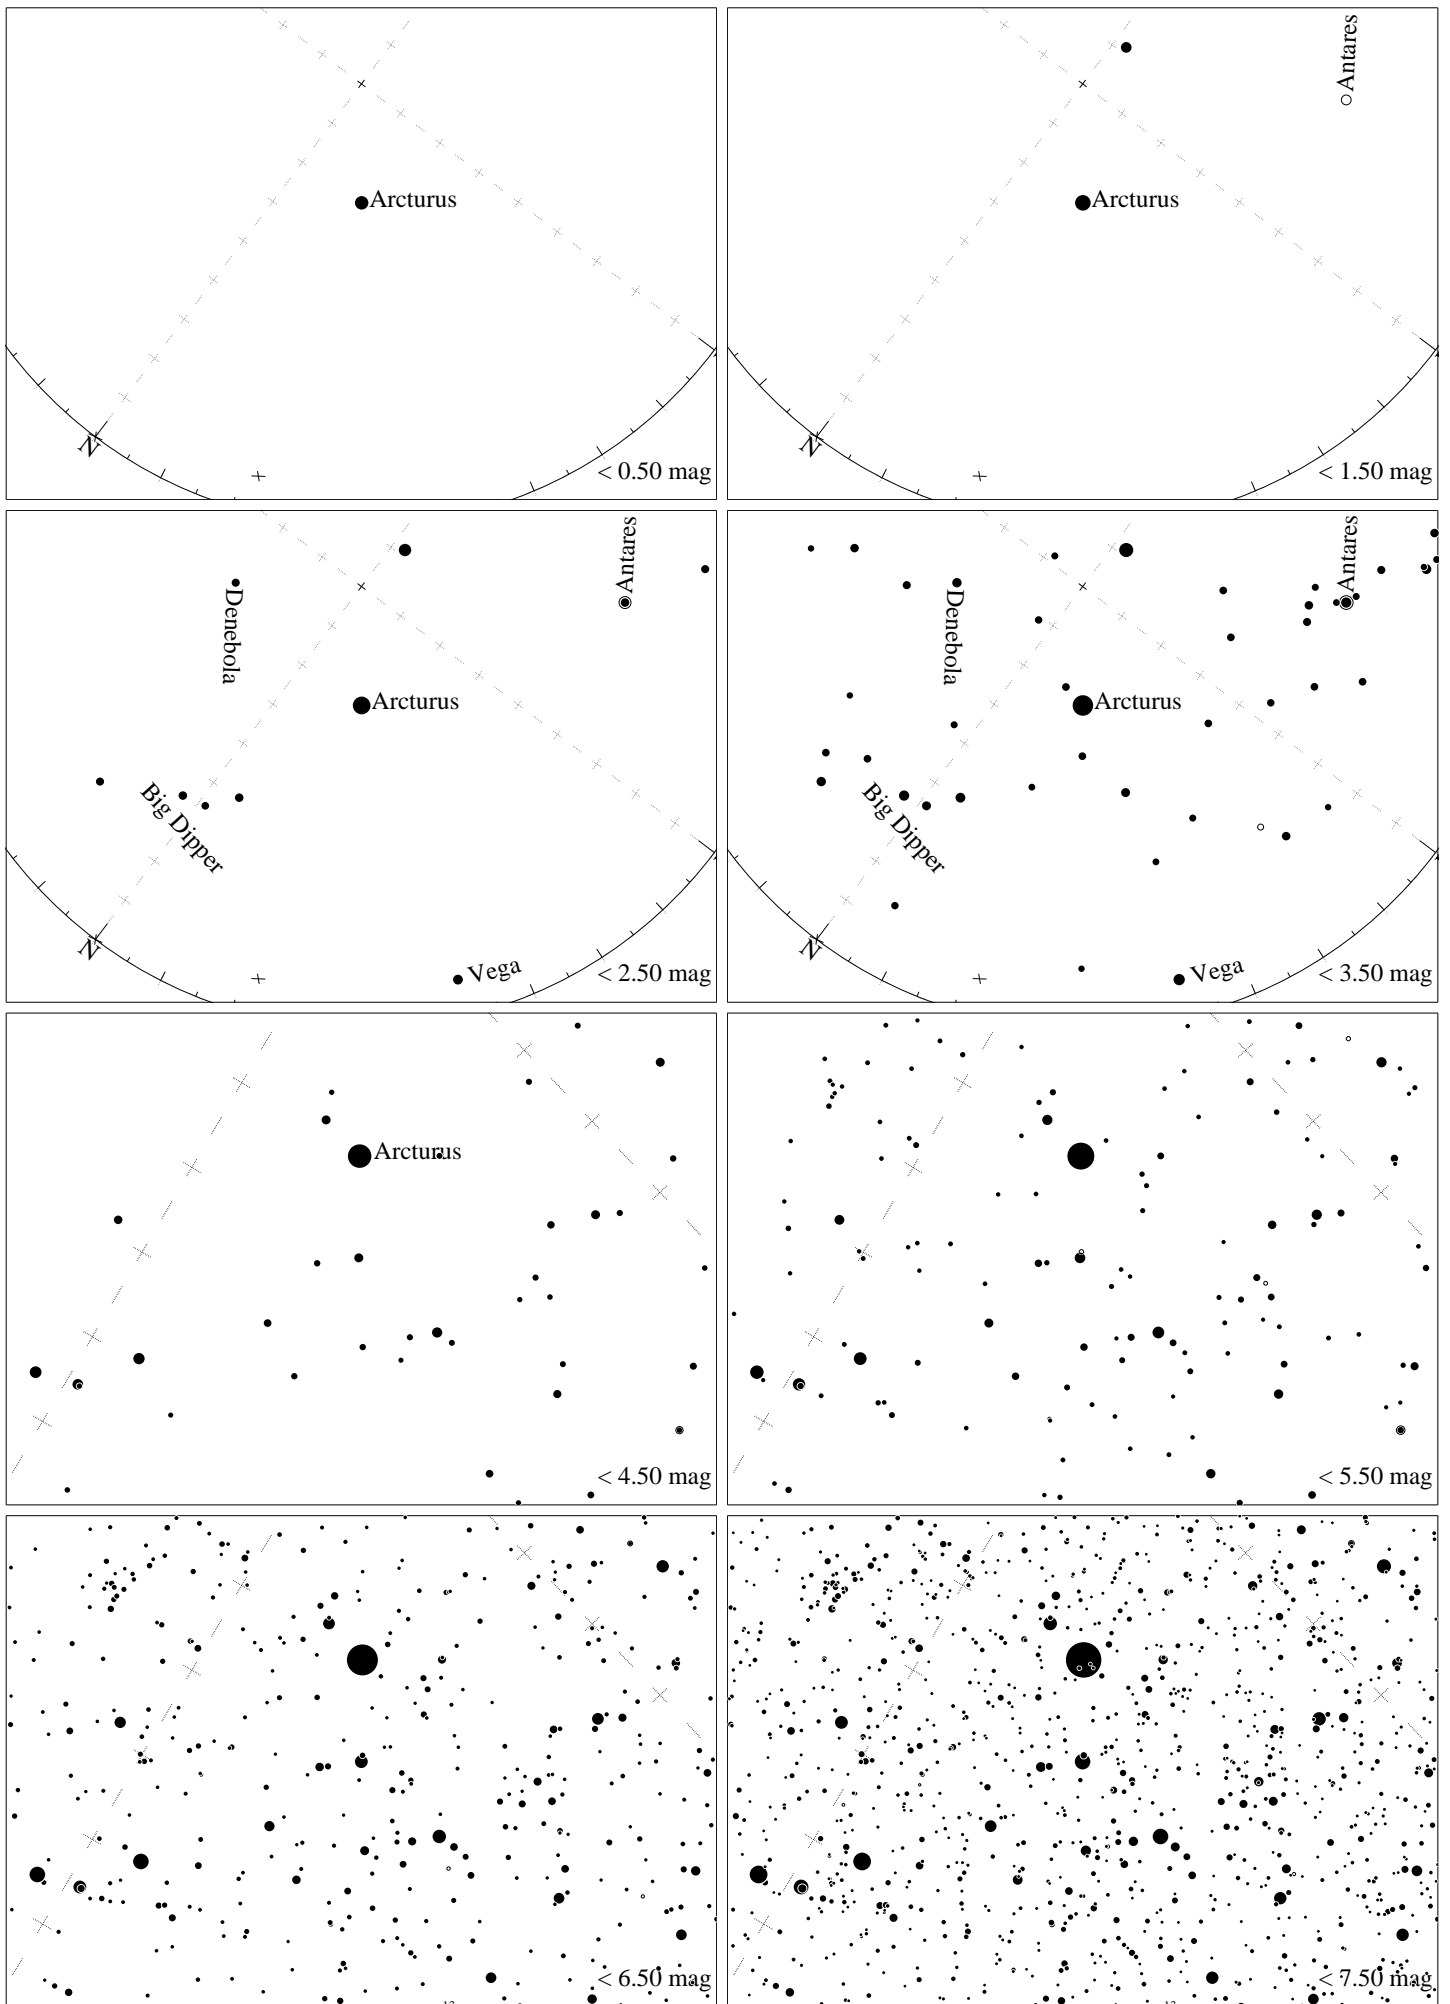 Arcturus
N
< 0.50 mag
Antares
Arcturus
N
< 1.50 mag
Antares
Denebola
Arcturus
Big Dipper
N
Vega
< 2.50 mag
Antares
Denebola
Arcturus
Big Dipper
N
Vega
< 3.50 mag
Arcturus
< 4.50 mag
< 5.50 mag
< 6.50 mag
< 7.50 mag